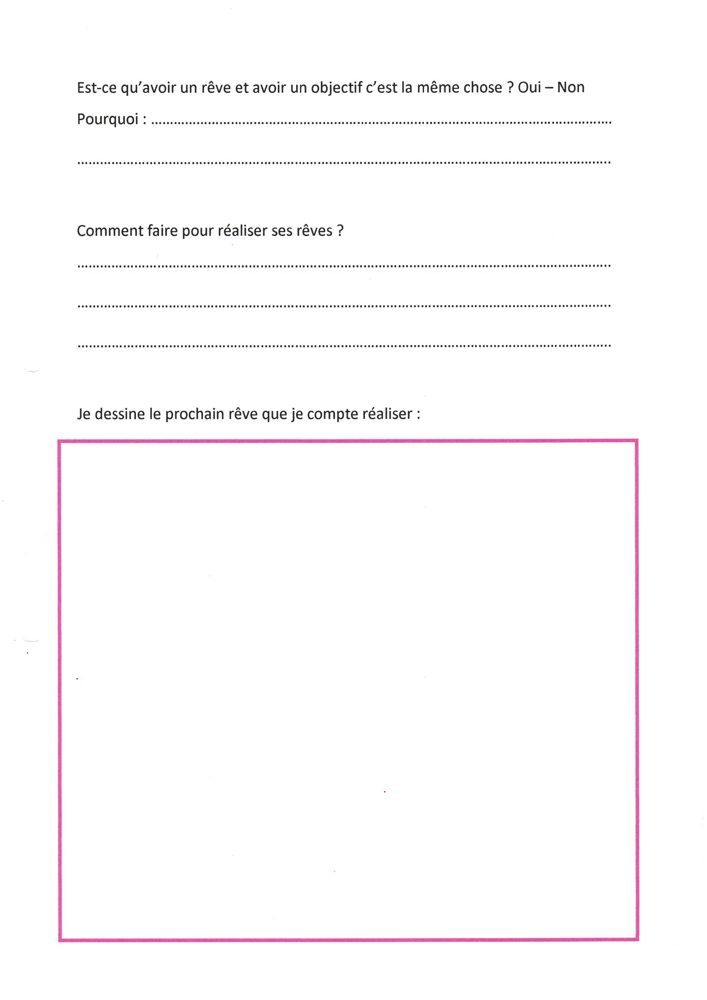 Est-ce qu’avoir un rêve et avoir un objectif c’est la même chose ? Oui – Non
Pourquoi : ........................................................................................................................
...........................................................................................................................................
Comment faire pour réaliser ses rêves ?
...........................................................................................................................................
...........................................................................................................................................
...........................................................................................................................................
Je dessine le prochain rêve que je compte réaliser :